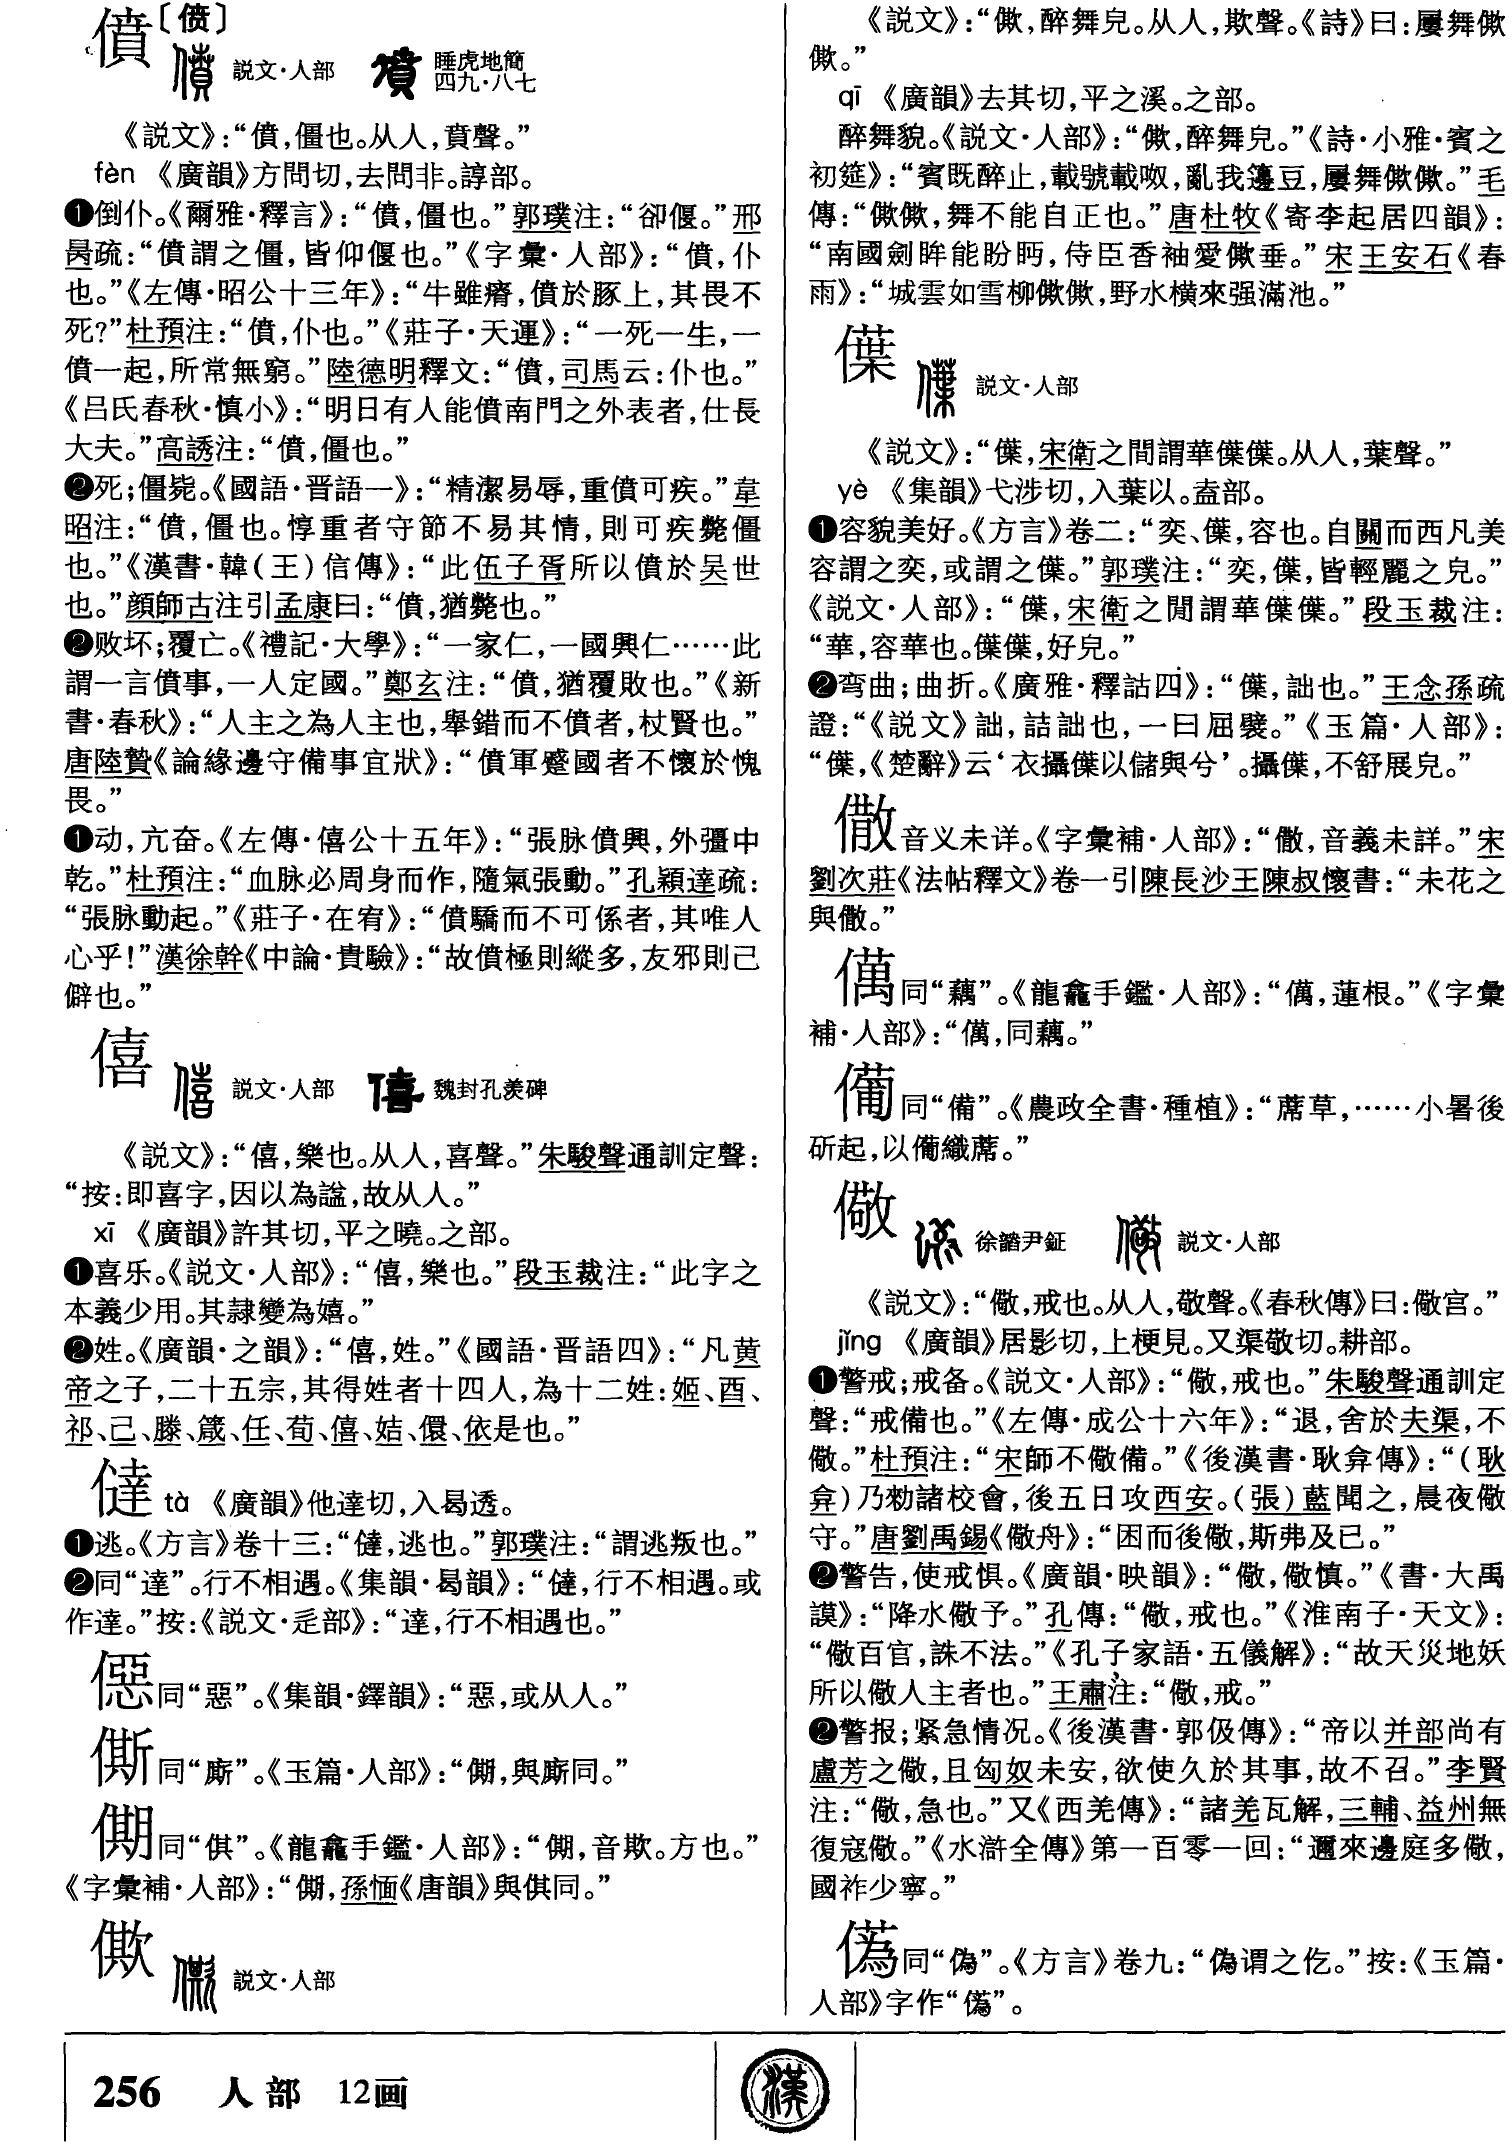 僨〔偾〕
説文·人部　睡虎地簡四九·八七
《説文》：“僨，僵也。从人，賁聲。”
fèn 《廣韻》方問切，去問非。諄部。
❶倒仆。《爾雅·釋言》：“僨，僵也。”郭璞注：“卻偃。”邢
昺疏：“僨謂之僵，皆仰偃也。”《字彙·人部》：“僨，仆
也。”《左傳·昭公十三年》：“牛雖瘠，僨於豚上，其畏不
死?”杜預注：“僨，仆也。”《莊子·天運》：“一死一生，一
僨一起，所常無窮。”陸德明釋文：“僨，司馬云：仆也。”
《吕氏春秋·慎小》：“明日有人能僨南門之外表者，仕長
大夫。”高誘注：“僨，僵也。”
❷死；僵毙。《國語·晋語一》：“精潔易辱，重僨可疾。”韋
昭注：“僨，僵也。惇重者守節不易其情，則可疾斃僵
也。”《漢書·韓(王)信傳》：“此伍子胥所以僨於吴世
也。”顔師古注引孟康曰：“僨，猶斃也。”
❷败坏；覆亡。《禮記·大學》：“一家仁，一國興仁……此
謂一言僨事，一人定國。”鄭玄注：“僨，猶覆敗也。”《新
書·春秋》：“人主之為人主也，舉錯而不僨者，杖賢也。”
唐陸贄《論緣邊守備事宜狀》：“僨軍蹙國者不懷於愧
畏。”
❶动，亢奋。《左傳·僖公十五年》：“張脉僨興，外彊中
乾。”杜預注：“血脉必周身而作，隨氣張動。”孔穎達疏：
“張脉動起。”《莊子·在宥》：“僨驕而不可係者，其唯人
心乎!”漢徐幹《中論·貴驗》：“故僨極則縱多，友邪則己
僻也。”
僖
説文·人部　魏封孔羨碑
《説文》：“僖，樂也。从人，喜聲。”朱駿聲通訓定聲：
“按：即喜字，因以為謚，故从人。”
xī 《廣韻》許其切，平之曉。之部。
❶喜乐。《説文·人部》：“僖，樂也。”段玉裁注：“此字之
本義少用。其隷變為嬉。”
❷姓。《廣韻·之韻》：“僖，姓。”《國語·晋語四》：“凡黄
帝之子，二十五宗，其得姓者十四人，為十二姓：姬、酉、
祁、己、滕、箴、任、荀、僖、姞、儇、依是也。”
㒓 tà 《廣韻》他達切，入曷透。
❶逃。《方言》卷十三：“㒓，逃也。”郭璞注：“謂逃叛也。”
❷同“達”。行不相遇。《集韻·曷韻》：“㒓，行不相遇。或
作達。”按：《説文·辵部》：“達，行不相遇也。”
僫同“惡”。《集韻·鐸韻》：“惡，或从人。”
㒋同“廝”。《玉篇·人部》：“㒋，與廝同。”
同“倛”。《龍龕手鑑·人部》：“，音欺。方也。”
《字彙補·人部》：“，孫愐《唐韻》與倛同。”
僛
説文·人部
《説文》：“僛，醉舞皃。从人，欺聲。《詩》曰：屢舞僛
僛。”
qī 《廣韻》去其切，平之溪。之部。
醉舞貌。《説文·人部》：“僛，醉舞皃。”《詩·小雅·賓之
初筵》：“賓既醉止，載號載呶，亂我籩豆，屢舞僛僛。”毛
傳：“僛僛，舞不能自正也。”唐杜牧《寄李起居四韻》：
“南國劍眸能盼眄，侍臣香袖愛僛垂。”宋王安石《春
雨》：“城雲如雪柳僛僛，野水横來强滿池。”
僷
説文·人部
《説文》：“僷，宋衛之間謂華僷僷。从人，葉聲。”
yè 《集韻》弋涉切，入葉以。盍部。
❶容貌美好。《方言》卷二：“奕、僷，容也。自關而西凡美
容謂之奕，或謂之僷。”郭璞注：“奕，僷，皆輕麗之皃。”
《説文·人部》：“僷，宋衛之閒謂華僷僷。”段玉裁注：
“華，容華也。僷僷，好皃。”
❷弯曲；曲折。《廣雅·釋詁四》：“僷，詘也。”王念孫疏
證：“《説文》詘，詰詘也，一曰屈襞。”《玉篇·人部》：
“僷，《楚辭》云‘衣攝僷以儲與兮’。攝僷，不舒展皃。”
㒈音义未详。《字彙補·人部》：“㒈，音義未詳。”宋
劉次莊《法帖釋文》卷一引陳長沙王陳叔懷書：“未花之
與㒈。”
同“藕”。《龍龕手鑑·人部》：“，蓮根。”《字彙
補·人部》：“，同藕。”
同“備”。《農政全書·種植》：“蓆草，……小暑後
斫起，以織蓆。”
儆
徐𧨰尹鉦　説文·人部
《説文》：“儆，戒也。从人，敬聲。《春秋傳》曰：儆宫。”
jǐng 《廣韻》居影切，上梗見。又渠敬切。耕部。
❶警戒；戒备。《説文·人部》：“儆，戒也。”朱駿聲通訓定
聲：“戒備也。”《左傳·成公十六年》：“退，舍於夫渠，不
儆。”杜預注：“宋師不儆備。”《後漢書·耿弇傳》：“(耿
弇)乃勑諸校會，後五日攻西安。(張)藍聞之，晨夜儆
守。”唐劉禹錫《儆舟》：“困而後儆，斯弗及已。”
❷警告，使戒惧。《廣韻·映韻》：“儆，儆慎。”《書·大禹
謨》：“降水儆予。”孔傳：“儆，戒也。”《淮南子·天文》：
“儆百官，誅不法。”《孔子家語·五儀解》：“故天災地妖
所以儆人主者也。”王肅注：“儆，戒。”
❷警报；紧急情况。《後漢書·郭伋傳》：“帝以并部尚有
盧芳之儆，且匈奴未安，欲使久於其事，故不召。”李賢
注：“儆，急也。”又《西羌傳》：“諸羌瓦解，三輔、益州無
復寇儆。”《水滸全傳》第一百零一回：“邇來邊庭多儆，
國祚少寧。”
同“偽”。《方言》卷九：“偽谓之仡。”按：《玉篇·
人部》字作“”。
256　人部　12画
漢